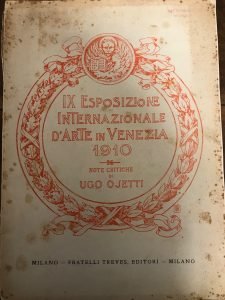 IX ESPOSIZIONE
INTERNAZIONALE
D'ARTE IN VENEZIA
1910
NOTE CRITICHE
DI
UGO OJETTI
MILANO — FRATELLI TREVES, EDITORI — MILANO